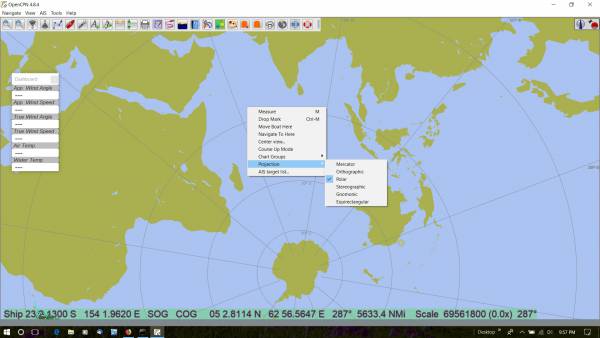 OpenCPN 4.8.4
Navigate View AIS Tools Help
Dashboard
App. Wind Angle
----
App. Wind Speed
----
True Wind Angle
----
True Wind Speed
----
Air Temp.
----
Water Temp.
----
Measure M
Drop Mark Ctrl-M
Move Boat Here
Navigate To Here
Center view..
Course Up Mode
Chart Groups
Projection
AIS target list..
Mercator
Orthographic
Polar
Stereographic
Gnomonic
Equirectangular
Ship 23 2.1300 S 154 1.9620 E SOG COG 05 2.8114 N 62 56.5647 E 287° 5633.4 NMi Scale 69561800 (0.0x) 287°
Desktop
9:57 PM